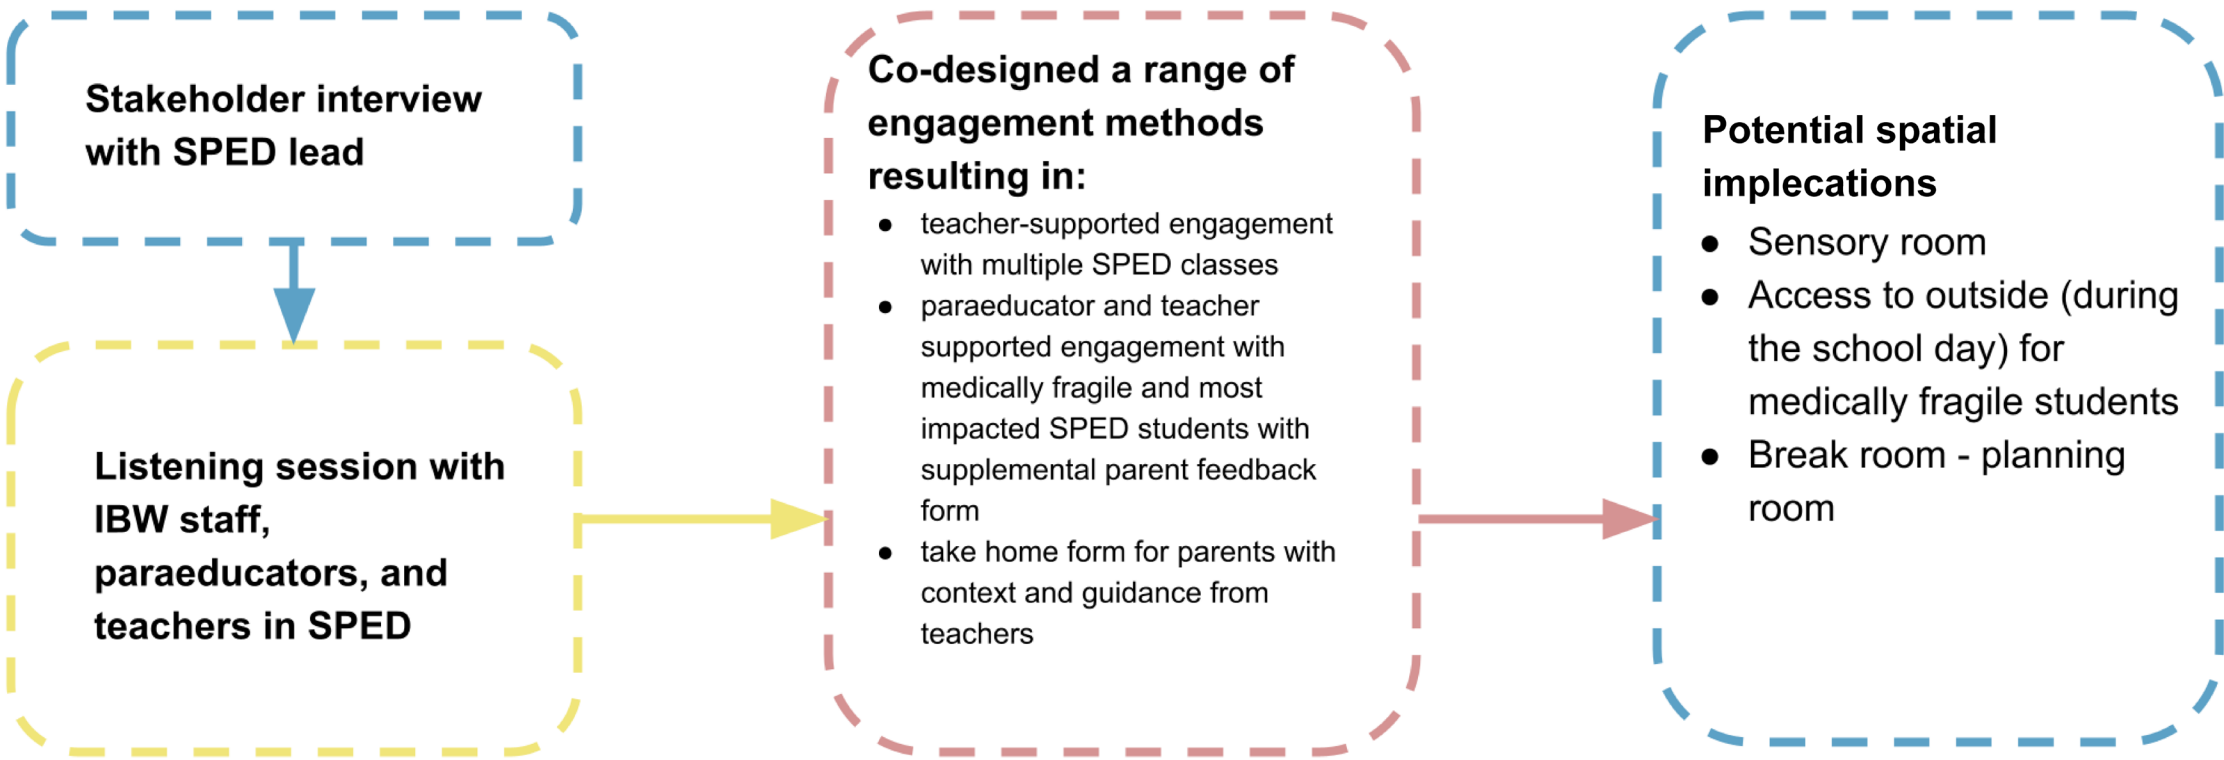 Stakeholder interview
with SPED lead
Listening session with
IBW staff,
paraeducators, and
teachers in SPED
Co-designed a range of
engagement methods
resulting in:
● teacher-supported engagement
with multiple SPED classes
● paraeducator and teacher
supported engagement with
medically fragile and most
impacted SPED students with
supplemental parent feedback
form
● take home form for parents with
context and guidance from
teachers
Potential spatial
implecations
● Sensory room
● Access to outside (during
the school day) for
medically fragile students
● Break room - planning
room